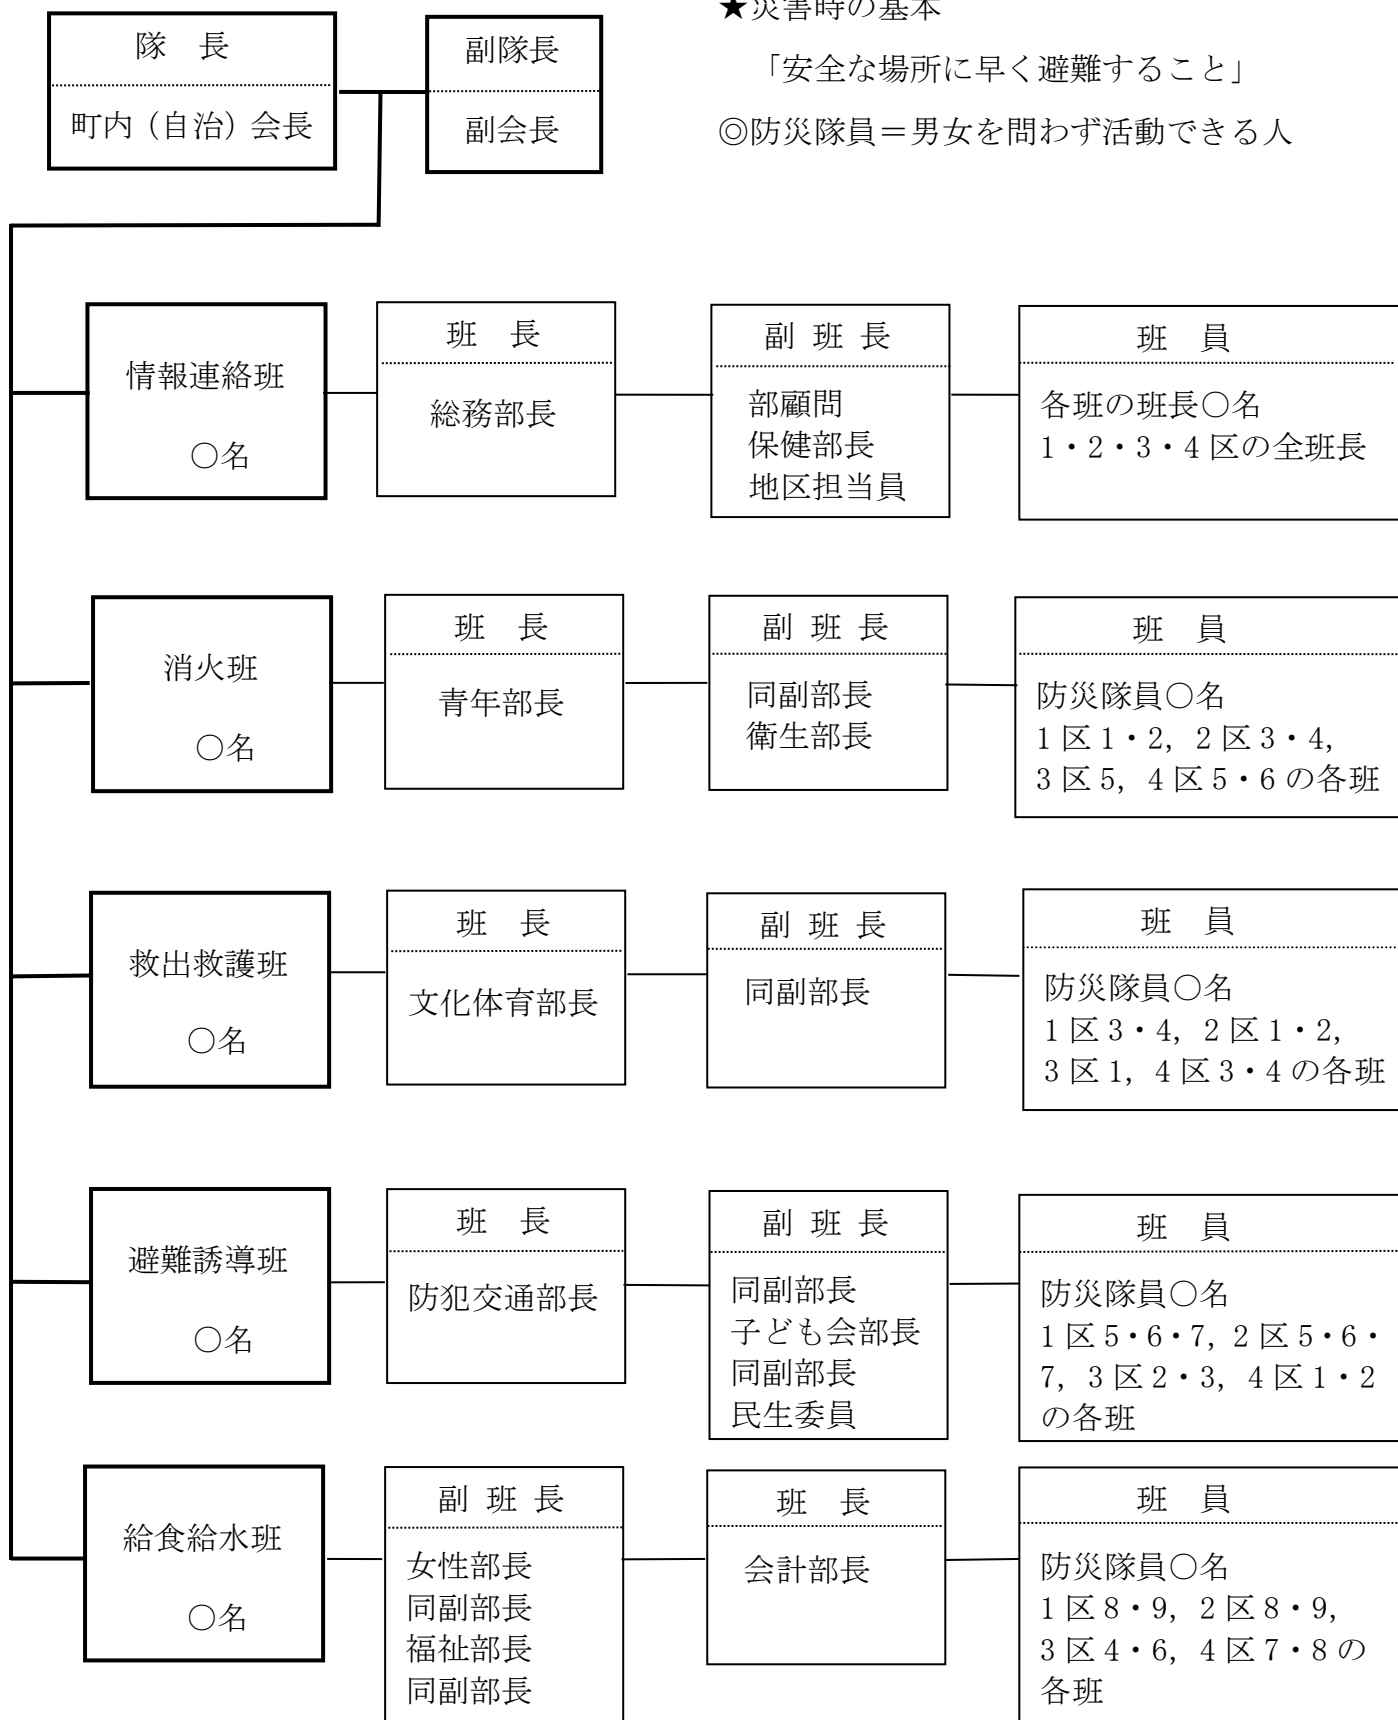 ★災害時の基本
「安全な場所に早く避難すること」
◎防災隊員＝男女を問わず活動できる人
隊　長
町内（自治）会長
副隊長
副会長
情報連絡班
○名
班　長
総務部長
副 班 長
部顧問
保健部長
地区担当員
班　員
各班の班長○名
1・2・3・4 区の全班長
消火班
○名
班　長
青年部長
副 班 長
同副部長
衛生部長
班　員
防災隊員○名
1 区 1・2，2 区 3・4，
3 区 5，4 区 5・6 の各班
救出救護班
○名
班　長
文化体育部長
副 班 長
同副部長
班　員
防災隊員○名
1 区 3・4，2 区 1・2，
3 区 1，4 区 3・4 の各班
避難誘導班
○名
班　長
防犯交通部長
副 班 長
同副部長
子ども会部長
同副部長
民生委員
班　員
防災隊員○名
1 区 5・6・7，2 区 5・6・
7，3 区 2・3，4 区 1・2
の各班
給食給水班
○名
副 班 長
女性部長
同副部長
福祉部長
同副部長
班　長
会計部長
班　員
防災隊員○名
1 区 8・9，2 区 8・9，
3 区 4・6，4 区 7・8 の
各班